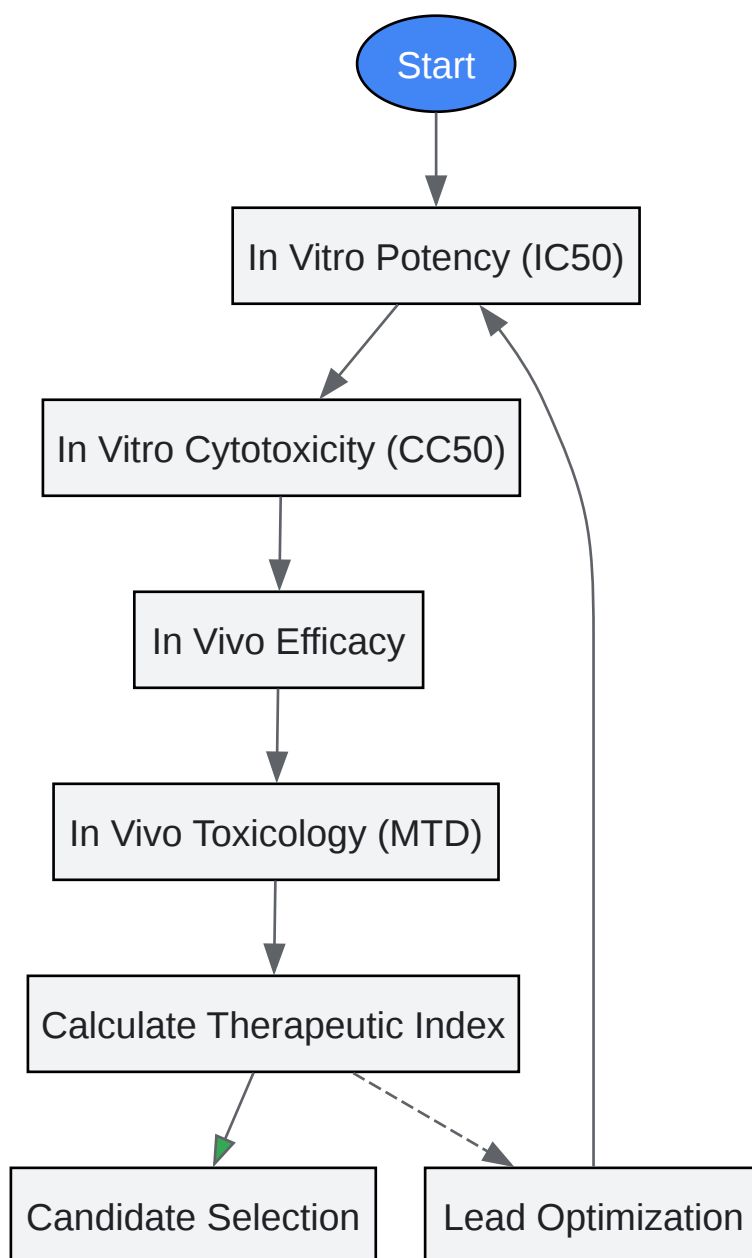 Start
In Vitro Potency (IC50)
In Vitro Cytotoxicity (CC50)
In Vivo Efficacy
In Vivo Toxicology (MTD)
Calculate Therapeutic Index
Candidate Selection
Lead Optimization